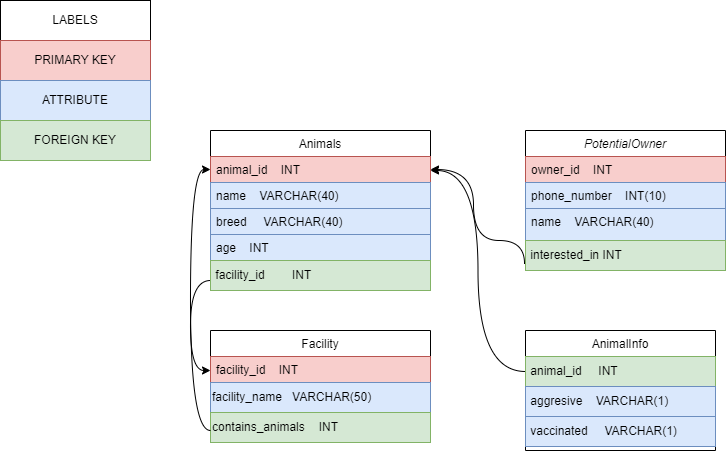 LABELS
PRIMARY KEY
ATTRIBUTE
FOREIGN KEY
Animals
animal_id INT
name VARCHAR(40)
breed VARCHAR(40)
age INT
facility_id INT
PotentialOwner
owner_id INT
phone_number INT(10)
name VARCHAR(40)
interested_in INT
Facility
facility_id INT
facility_name VARCHAR(50)
contains_animals INT
AnimalInfo
animal_id INT
aggresive VARCHAR(1)
vaccinated VARCHAR(1)